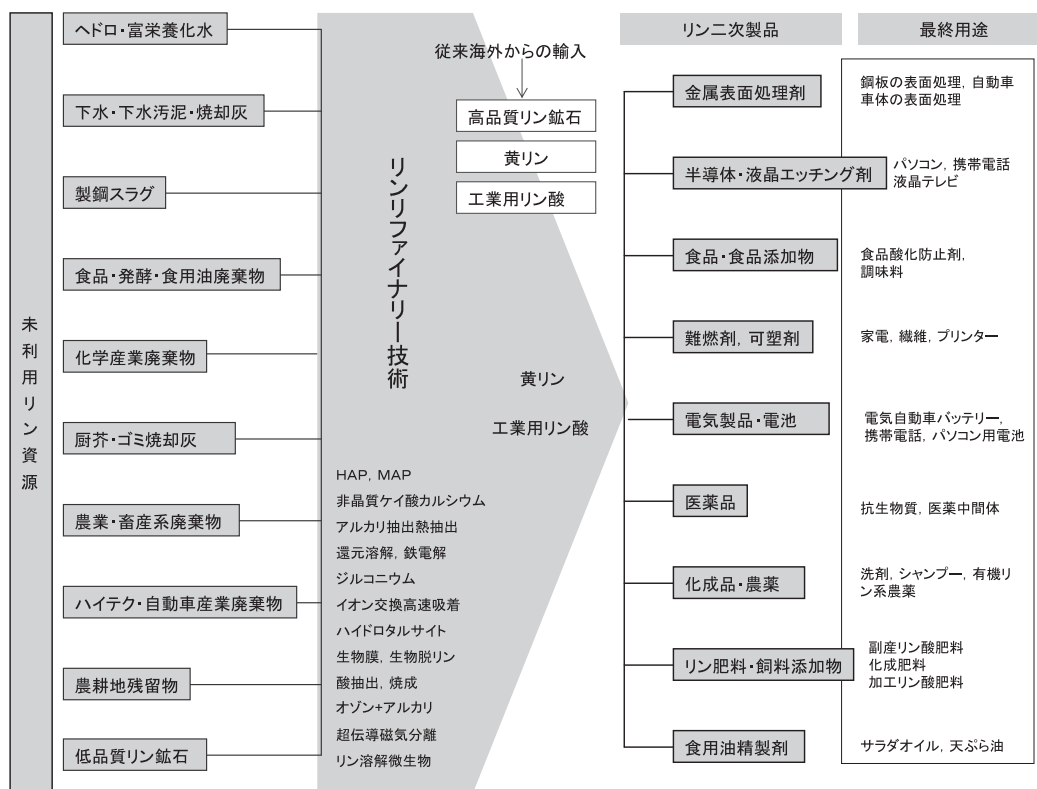 未利用リン資源
ヘドロ・富栄養化水
下水・下水汚泥・焼却灰
製鋼スラグ
食品・発酵・食用油廃棄物
化学産業廃棄物
厨芥・ゴミ焼却灰
農業・畜産系廃棄物
ハイテク・自動車産業廃棄物
農耕地残留物
低品質リン鉱石
リンリファイナリー技術
従来海外からの輸入
高品質リン鉱石
黄リン
工業用リン酸
黄リン
工業用リン酸
HAP, MAP
非晶質ケイ酸カルシウム
アルカリ抽出熱抽出
還元溶解, 鉄電解
ジルコニウム
イオン交換高速吸着
ハイドロタルサイト
生物膜, 生物脱リン
酸抽出, 焼成
オゾン+アルカリ
超伝導磁気分離
リン溶解微生物
リン二次製品
最終用途
金属表面処理剤
鋼板の表面処理, 自動車
車体の表面処理
半導体・液晶エッチング剤
パソコン, 携帯電話
液晶テレビ
食品・食品添加物
食品酸化防止剤,
調味料
難燃剤, 可塑剤
家電, 繊維, プリンター
電気製品・電池
電気自動車バッテリー,
携帯電話, パソコン用電池
医薬品
抗生物質, 医薬中間体
化成品・農薬
洗剤, シャンプー, 有機リ
ン系農薬
リン肥料・飼料添加物
副産リン酸肥料
化成肥料
加工リン酸肥料
食用油精製剤
サラダオイル, 天ぷら油